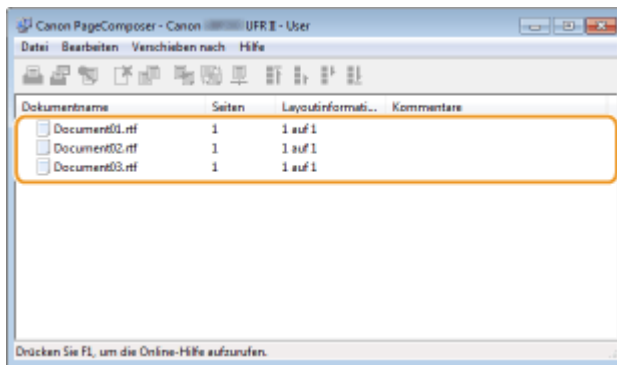 Canon PageComposer - Canon UFR II - User
Datei Bearbeiten Verschieben nach Hilfe
Dokumentname Seiten Layoutinformati... Kommentare
Document01.rtf 1 1 auf 1
Document02.rtf 1 1 auf 1
Document03.rtf 1 1 auf 1
Drücken Sie F1, um die Online-Hilfe aufzurufen.